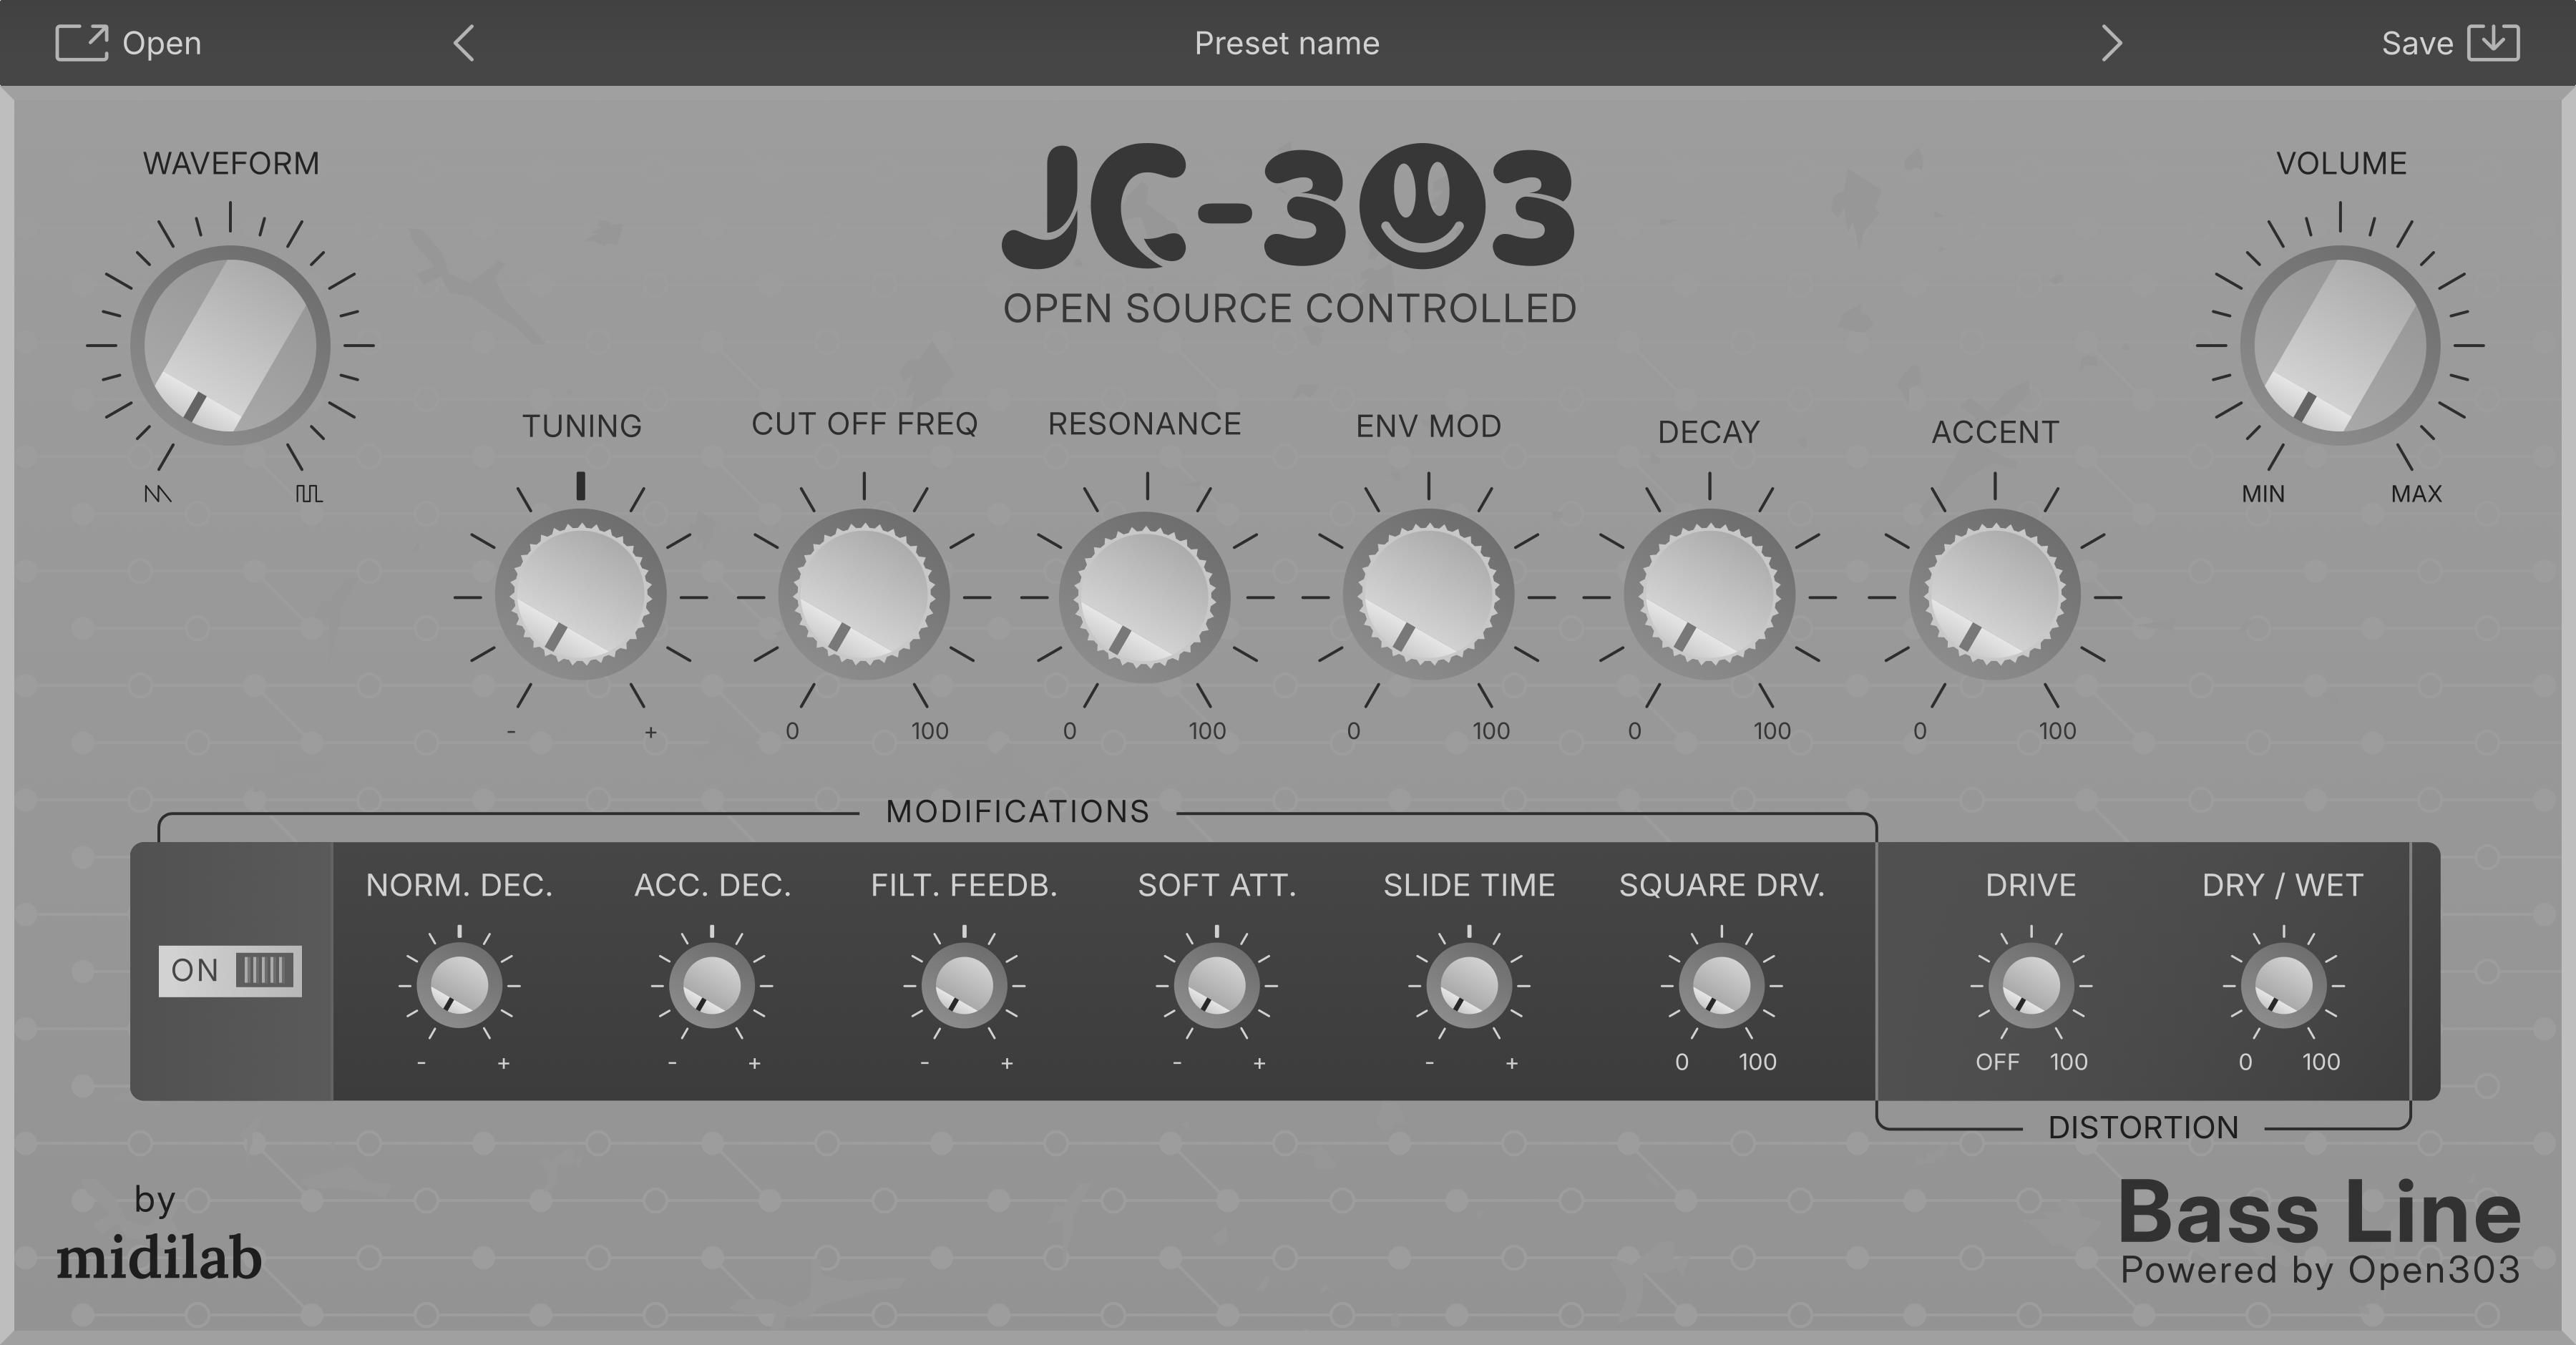 Open
Preset name
Save
WAVEFORM
JC-303
VOLUME
OPEN SOURCE CONTROLLED
TUNING
CUT OFF FREQ
RESONANCE
ENV MOD
DECAY
ACCENT
MIN
MAX
- +
0 100
0 100
0 100
0 100
0 100
MODIFICATIONS
NORM. DEC.
ACC. DEC.
FILT. FEEDB.
SOFT ATT.
SLIDE TIME
SQUARE DRV.
DRIVE
DRY / WET
ON
- +
- +
- +
- +
- +
0 100
OFF 100
0 100
DISTORTION
by
midilab
Bass Line
Powered by Open303